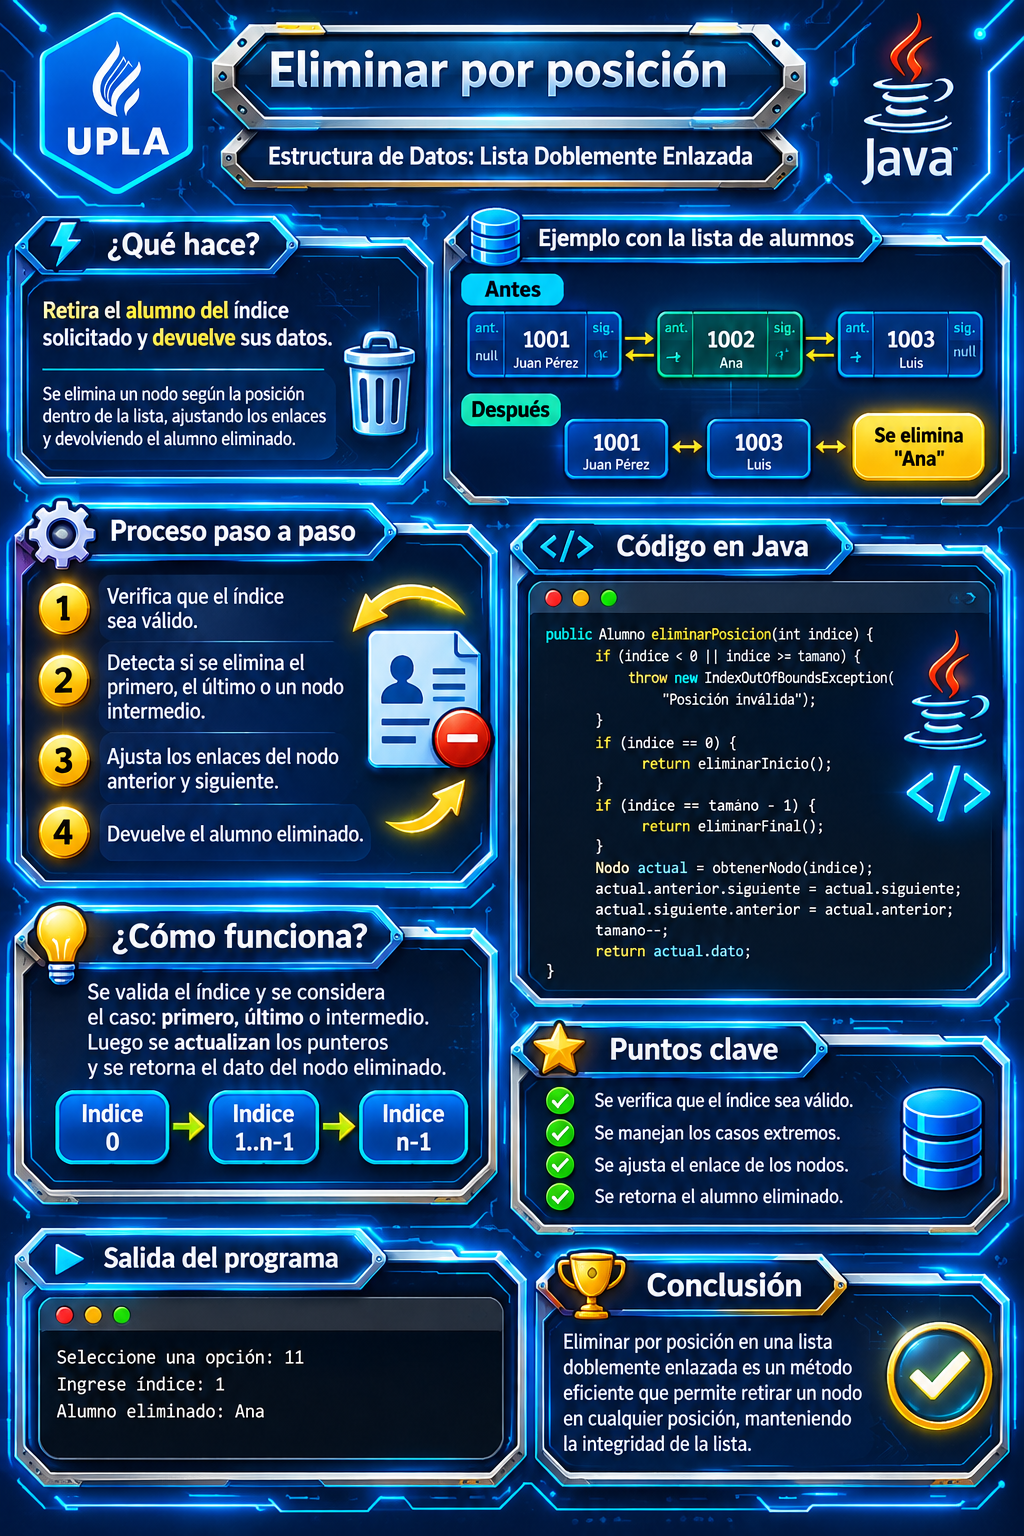 UPLA
Eliminar por posición
Estructura de Datos: Lista Doblemente Enlazada
Java
¿Qué hace?
Retira el alumno del índice
solicitado y devuelve sus datos.
Se elimina un nodo según la posición
dentro de la lista, ajustando los enlaces
y devolviendo el alumno eliminado.
Ejemplo con la lista de alumnos
Antes
ant. 1001 sig. ant. 1002 sig. ant. 1003 sig.
null Juan Pérez Ana Luis null
Después
1001 1003 Se elimina
Juan Pérez Luis "Ana"
Proceso paso a paso
1 Verifica que el índice
sea válido.
2 Detecta si se elimina el
primero, el último o un nodo
intermedio.
3 Ajusta los enlaces del nodo
anterior y siguiente.
4 Devuelve el alumno eliminado.
</> Código en Java
public Alumno eliminarPosicion(int indice) {
if (indice < 0 || indice >= tamano) {
throw new IndexOutOfBoundsException(
"Posición inválida");
}
if (indice == 0) {
return eliminarInicio();
}
if (indice == tamano - 1) {
return eliminarFinal();
}
Nodo actual = obtenerNodo(indice);
actual.anterior.siguiente = actual.siguiente;
actual.siguiente.anterior = actual.anterior;
tamano--;
return actual.dato;
}
</>
¿Cómo funciona?
Se valida el índice y se considera
el caso: primero, último o intermedio.
Luego se actualizan los punteros
y se retorna el dato del nodo eliminado.
Indice Indice Indice
0 1..n-1 n-1
Puntos clave
Se verifica que el índice sea válido.
Se manejan los casos extremos.
Se ajusta el enlace de los nodos.
Se retorna el alumno eliminado.
Salida del programa
Seleccione una opción: 11
Ingrese índice: 1
Alumno eliminado: Ana
Conclusión
Eliminar por posición en una lista
doblemente enlazada es un método
eficiente que permite retirar un nodo
en cualquier posición, manteniendo
la integridad de la lista.